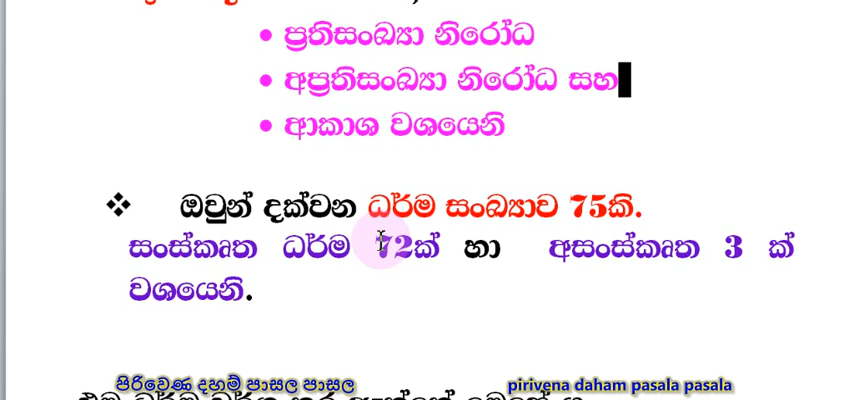 • ප්‍රතිසංඛ්‍යා නිරෝධ
• අප්‍රතිසංඛ්‍යා නිරෝධ සහ
• ආකාශ වශයෙනි
❖ ඔවුන් දක්වන ධර්ම සංඛ්‍යාව 75කි.
සංස්කෘත ධර්ම 72ක් හා අසංස්කෘත 3 ක්
වශයෙනි.
පිරිවෙණ දහම් පාසල පාසල pirivena daham pasala pasala